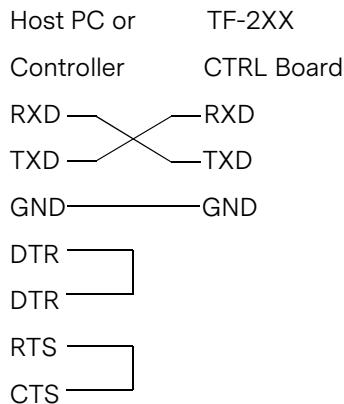 Host PC or TF-2XX
Controller CTRL Board
RXD RXD
TXD TXD
GND GND
DTR
DTR
RTS
CTS